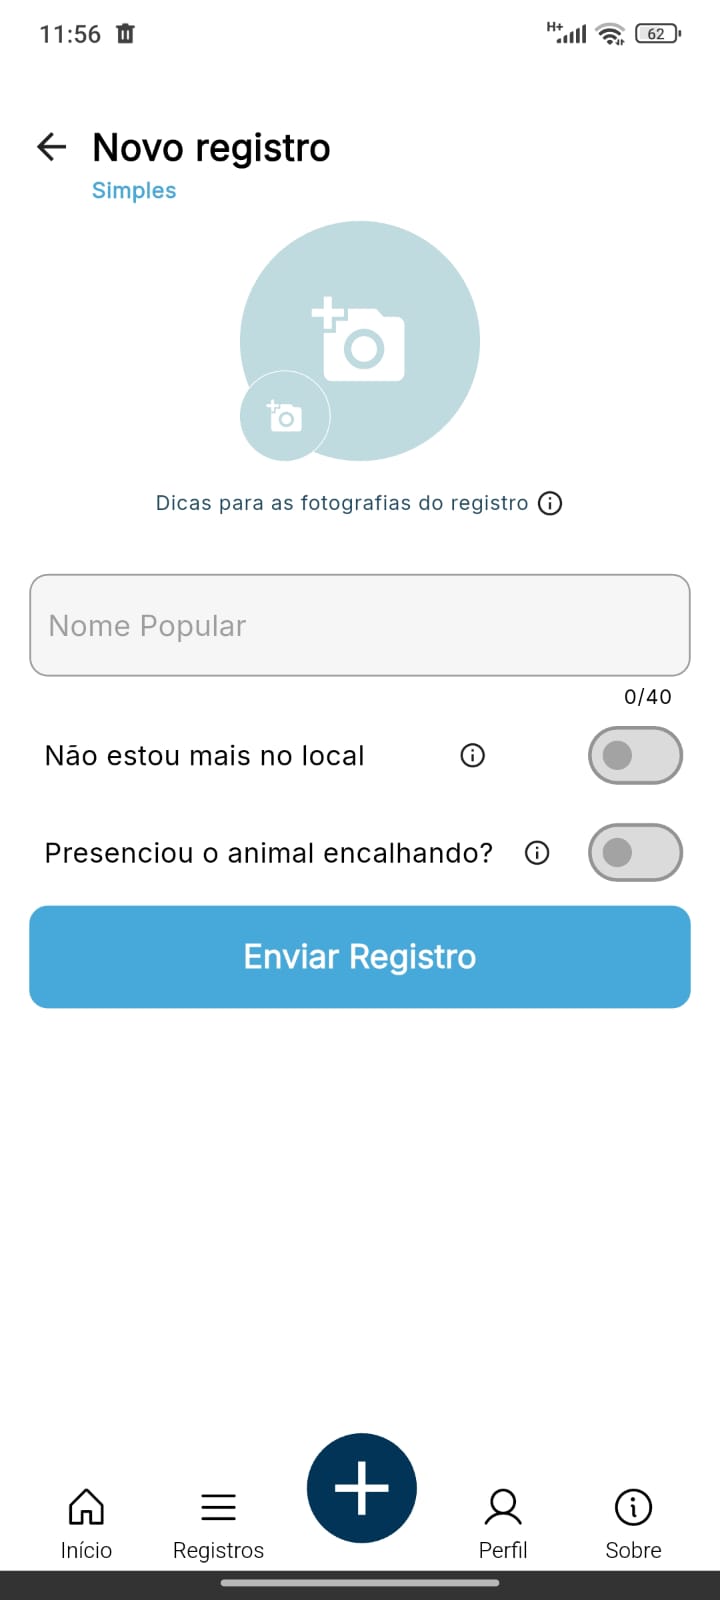 11:56
H+
62
Novo registro
Simples
Dicas para as fotografias do registro
Nome Popular
0/40
Não estou mais no local
Presenciou o animal encalhando?
Enviar Registro
Início
Registros
Perfil
Sobre